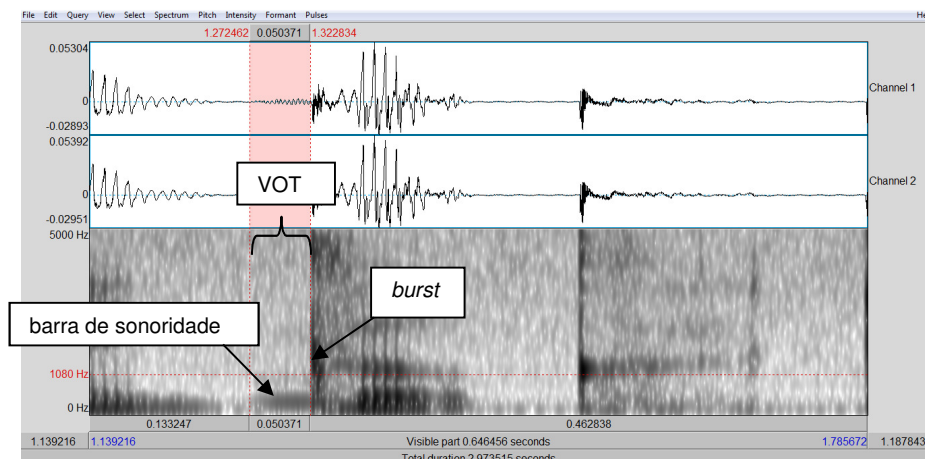 File Edit Query View Select Spectrum Pitch Intensity Formant Pulses He
1.272462 0.050371 1.322834
0.05304
0
-0.02893
Channel 1
0.05392
0
-0.02951
Channel 2
VOT
5000 Hz
burst
barra de sonoridade
1080 Hz
0 Hz
0.133247 0.050371 0.462838
1.139216 1.139216 Visible part 0.646456 seconds 1.785672 1.187843
Total duration 2.973515 seconds